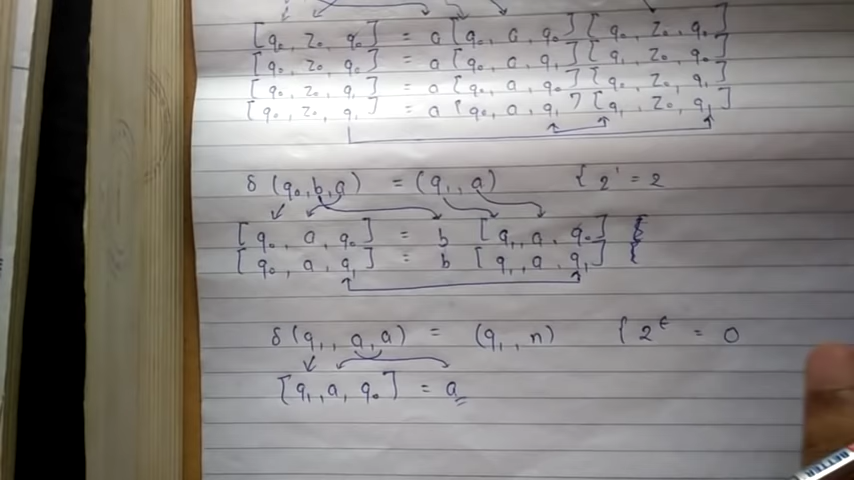 [q₀, z₀, q₀] = a [q₀, a, q₀] [q₀, z₀, q₀]
[q₀, z₀, q₀] = a [q₀, a, q₁] [q₁, z₀, q₀]
[q₀, z₀, q₁] = a [q₀, a, q₀] [q₀, z₀, q₁]
[q₀, z₀, q₁] = a [q₀, a, q₁] [q₁, z₀, q₁]
δ (q₀, b, a) = (q₁, a) { 2¹ = 2
[q₀, a, q₀] = b [q₁, a, q₀] {
[q₀, a, q₁] = b [q₁, a, q₁] {
δ (q₁, a, a) = (q₁, n) { 2^ϵ = 0
[q₁, a, q₀] = a
BETTER